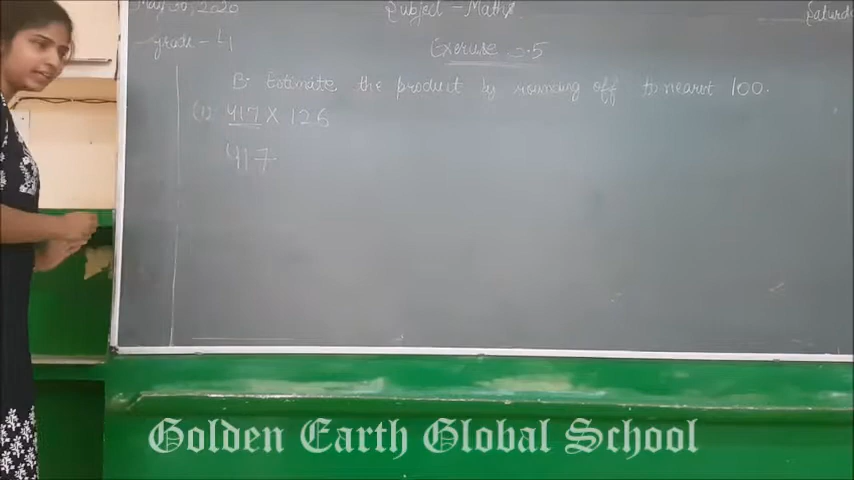 May 30, 2020 Subject - Maths
grade - 4 Exercise 5.5
B. Estimate the product by rounding off to nearest 100.
(1) 417 X 126
417
Golden Earth Global School